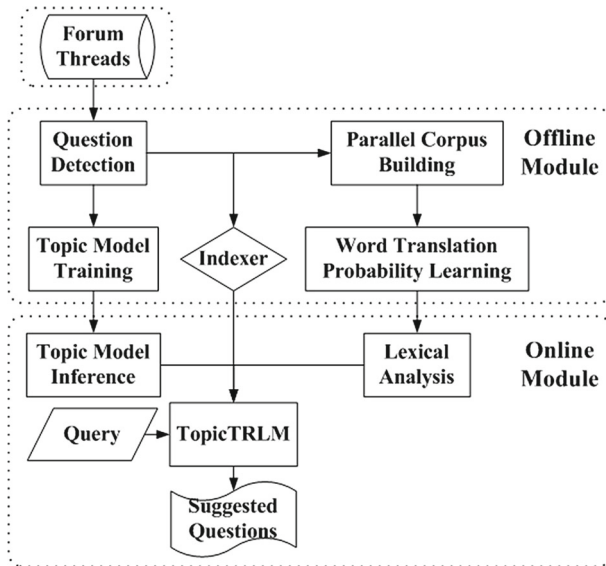 Forum
Threads
Question
Detection
Parallel Corpus
Building
Offline
Module
Topic Model
Training
Indexer
Word Translation
Probability Learning
Topic Model
Inference
Lexical
Analysis
Online
Module
Query
TopicTRLM
Suggested
Questions